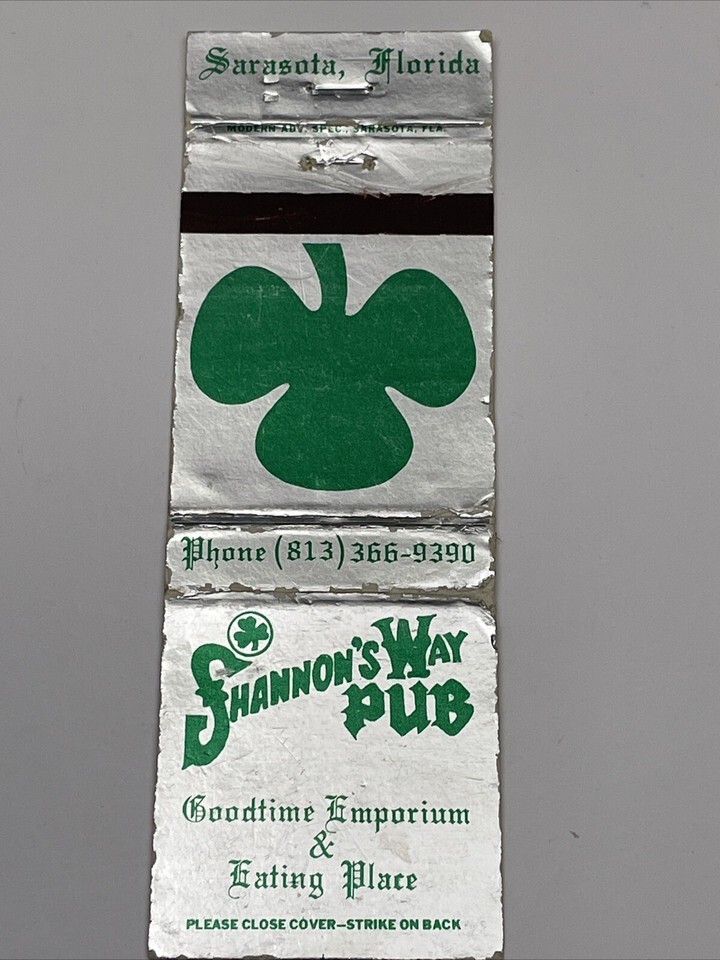 Sarasota, Florida
MODERN ADV. SPEC., SARASOTA, FLA.
Phone (813) 366-9390
SHANNON'S WAY
PUB
Goodtime Emporium
&
Eating Place
PLEASE CLOSE COVER—STRIKE ON BACK